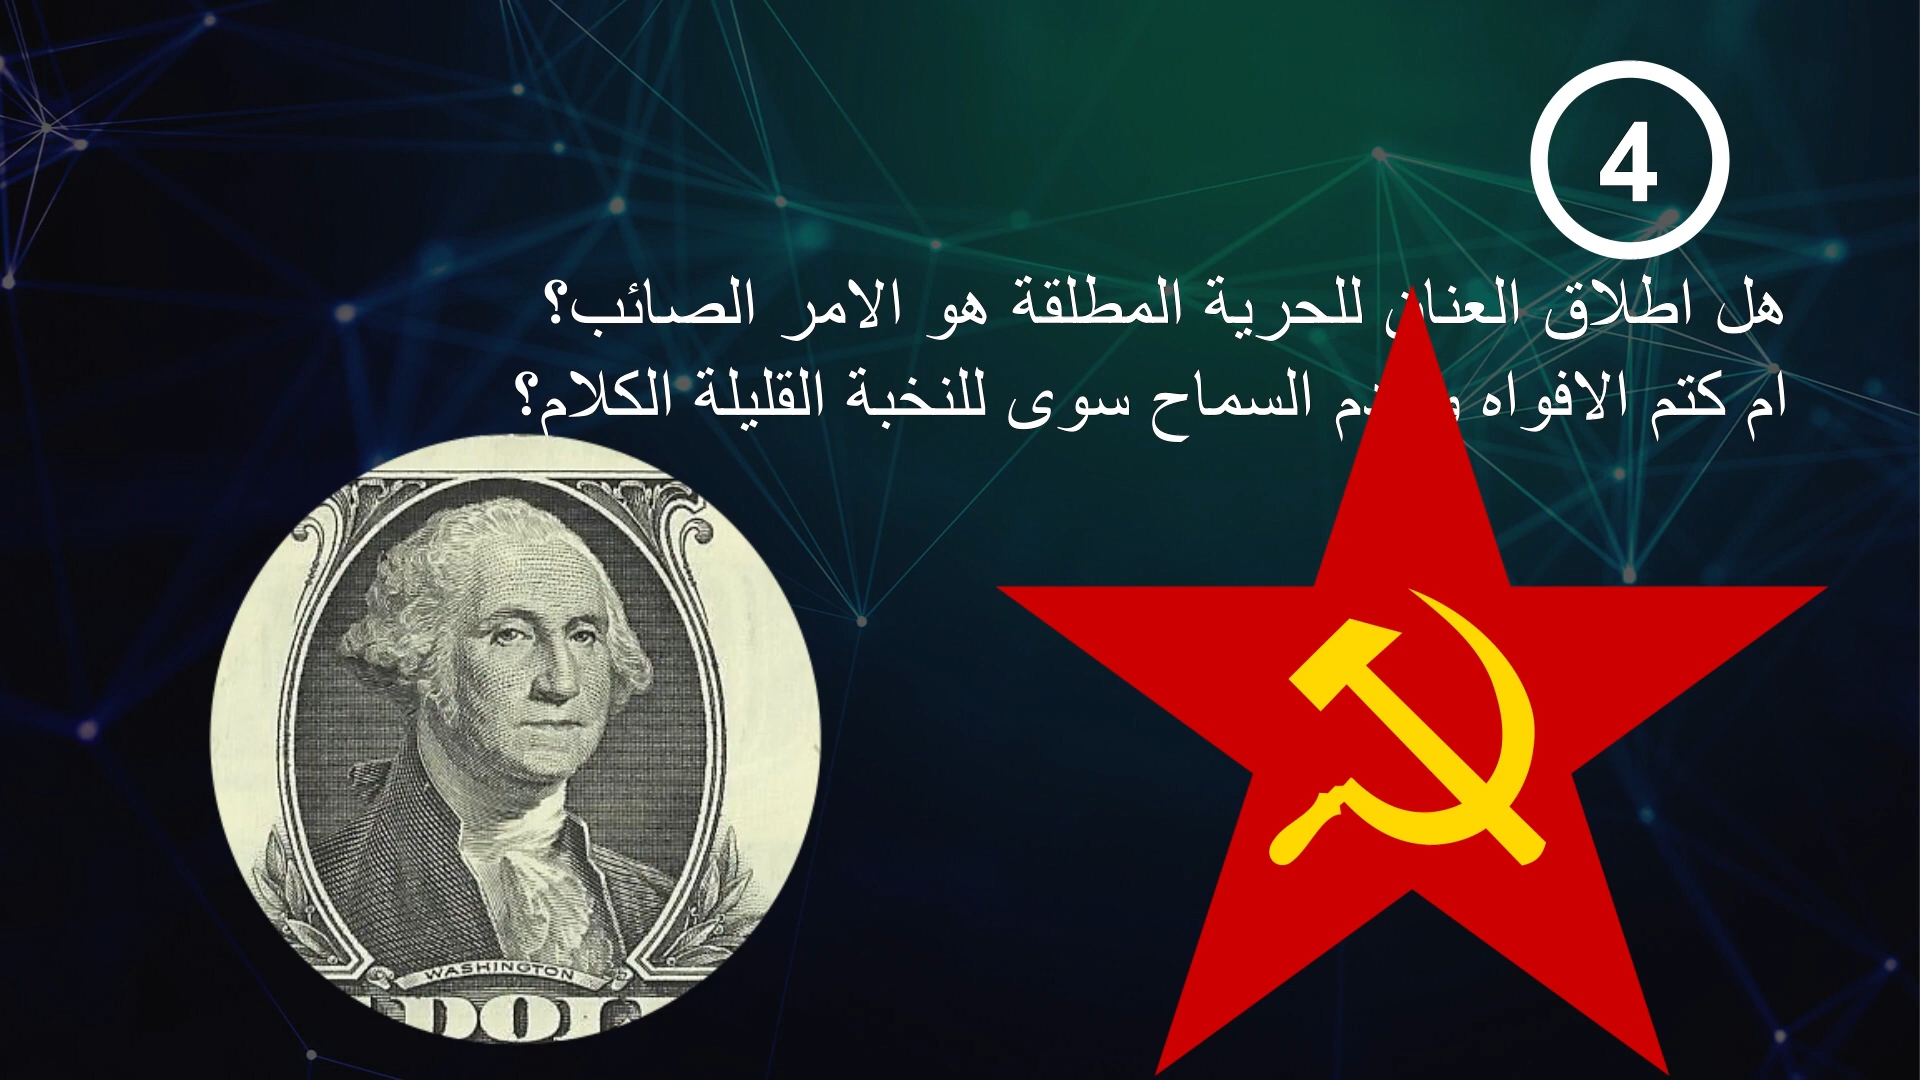 4
هل اطلاق العنان للحرية المطلقة هو الامر الصائب؟
ام كتم الافواه السماح سوى للنخبة القليلة الكلام؟
WASHINGTON